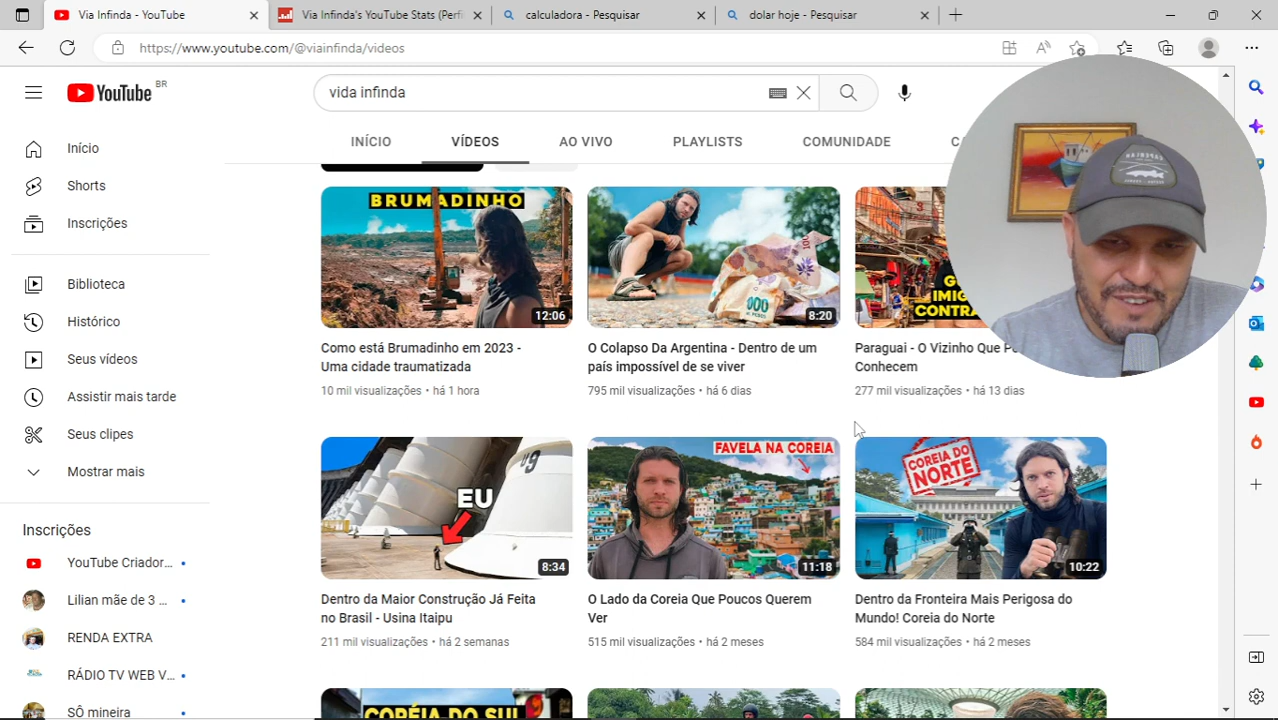 Via Infinda - YouTube
Via Infinda's YouTube Stats (Perfi
calculadora - Pesquisar
dolar hoje - Pesquisar
https://www.youtube.com/@viainfinda/videos
YouTube BR
vida infinda
INÍCIO VÍDEOS AO VIVO PLAYLISTS COMUNIDADE
Início
Shorts
Inscrições
Biblioteca
Histórico
Seus vídeos
Assistir mais tarde
Seus clipes
Mostrar mais
Inscrições
YouTube Criador...
Lilian mãe de 3 ...
RENDA EXTRA
RÁDIO TV WEB V...
SÔ mineira
BRUMADINHO
12:06
Como está Brumadinho em 2023 -
Uma cidade traumatizada
10 mil visualizações • há 1 hora
8:20
O Colapso Da Argentina - Dentro de um
país impossível de se viver
795 mil visualizações • há 6 dias
Paraguai - O Vizinho Que
Conhecem
277 mil visualizações • há 13 dias
EU
8:34
Dentro da Maior Construção Já Feita
no Brasil - Usina Itaipu
211 mil visualizações • há 2 semanas
FAVELA NA COREIA
11:18
O Lado da Coreia Que Poucos Querem
Ver
515 mil visualizações • há 2 meses
COREIA DO
NORTE
10:22
Dentro da Fronteira Mais Perigosa do
Mundo! Coreia do Norte
584 mil visualizações • há 2 meses
CORÉIA DO SUL